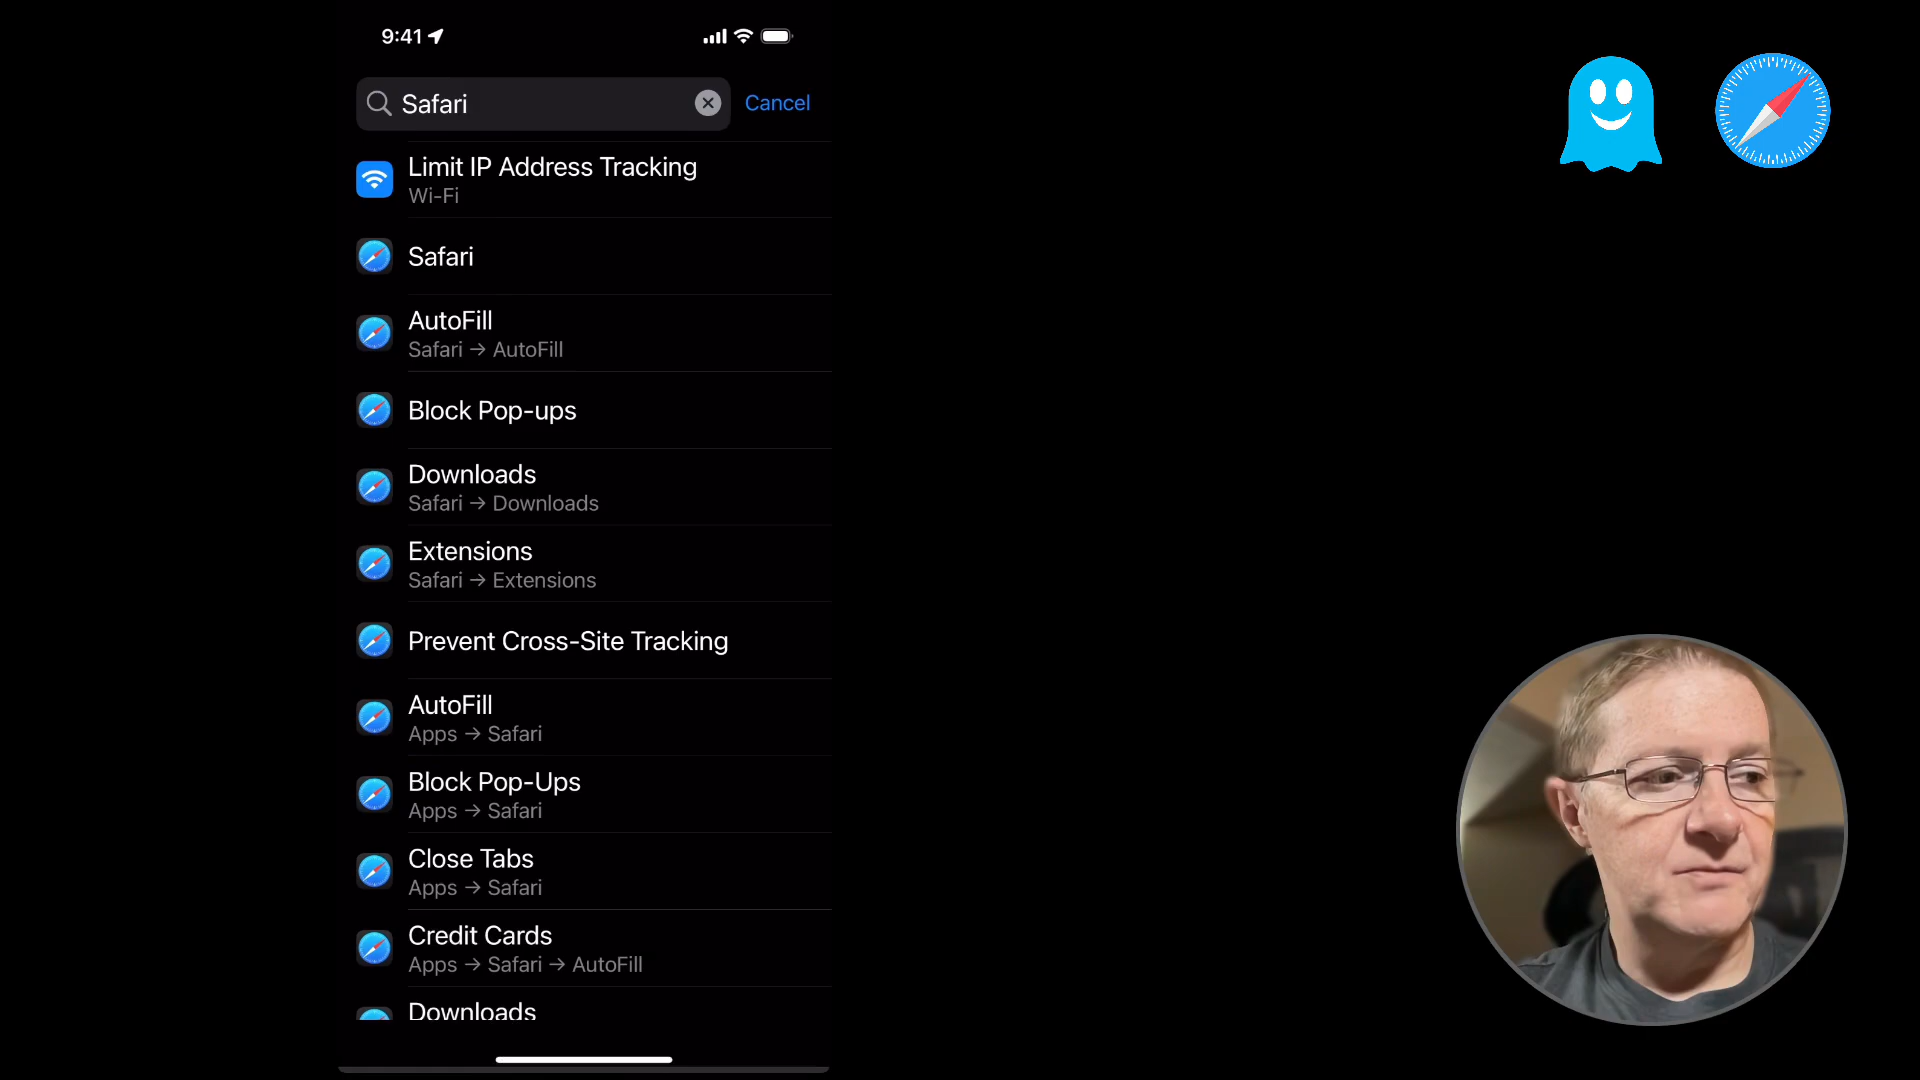 9:41
Safari
Cancel
Limit IP Address Tracking
Wi-Fi
Safari
AutoFill
Safari → AutoFill
Block Pop-ups
Downloads
Safari → Downloads
Extensions
Safari → Extensions
Prevent Cross-Site Tracking
AutoFill
Apps → Safari
Block Pop-Ups
Apps → Safari
Close Tabs
Apps → Safari
Credit Cards
Apps → Safari → AutoFill
Downloads